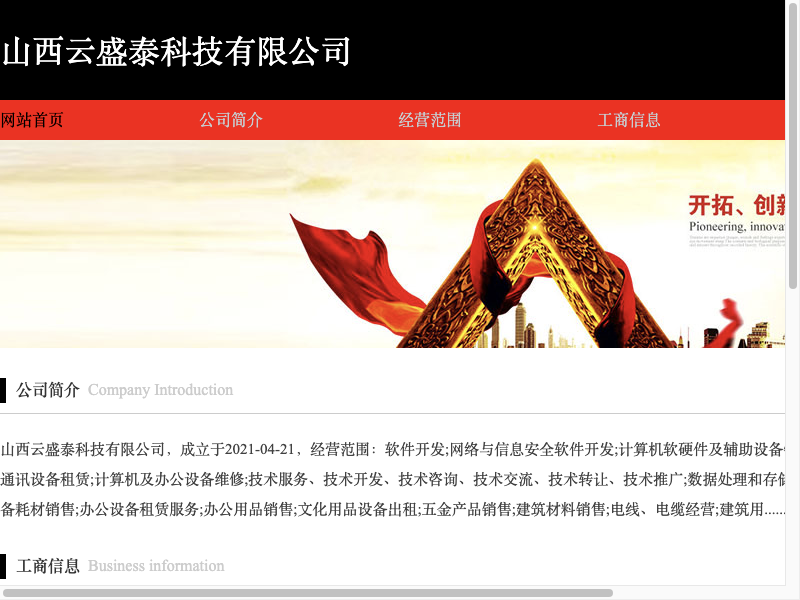 山西云盛泰科技有限公司
网站首页 公司简介 经营范围 工商信息
开拓、创新
Pioneering, innova
公司简介 Company Introduction
山西云盛泰科技有限公司，成立于2021-04-21，经营范围：软件开发;网络与信息安全软件开发;计算机软硬件及辅助设备
通讯设备租赁;计算机及办公设备维修;技术服务、技术开发、技术咨询、技术交流、技术转让、技术推广;数据处理和存储
备耗材销售;办公设备租赁服务;办公用品销售;文化用品设备出租;五金产品销售;建筑材料销售;电线、电缆经营;建筑用......
工商信息 Business information